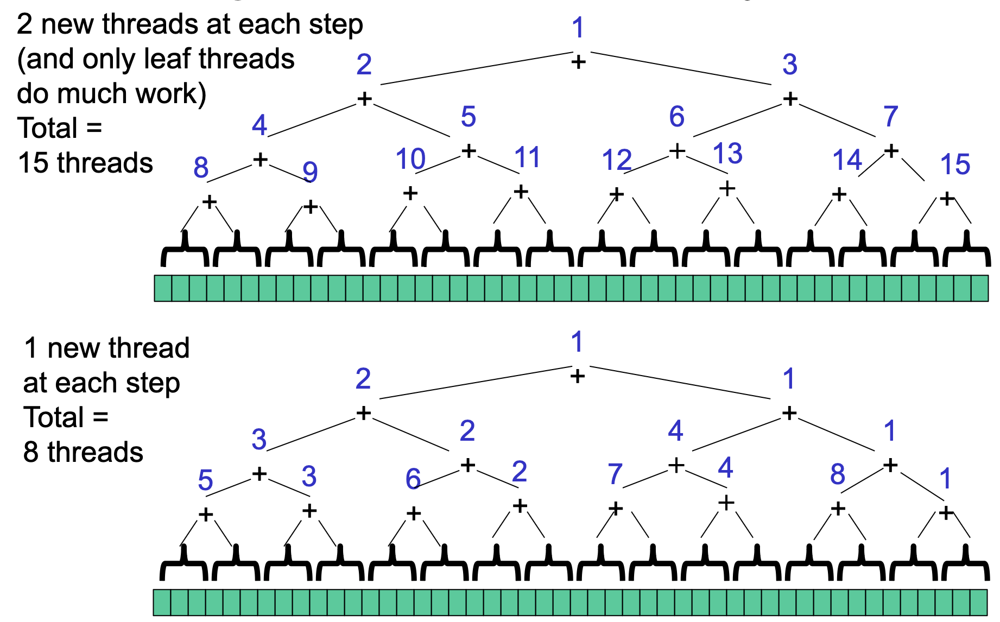 2 new threads at each step
(and only leaf threads
do much work)
Total =
15 threads
1
+
2 3
+ +
4 5 6 7
+ + + +
8 9 10 11 12 13 14 15
+ + + + + + + +
1 new thread
at each step
Total =
8 threads
1
+
2 1
+ +
3 2 4 1
+ + + +
5 3 6 2 7 4 8 1
+ + + + + + + +